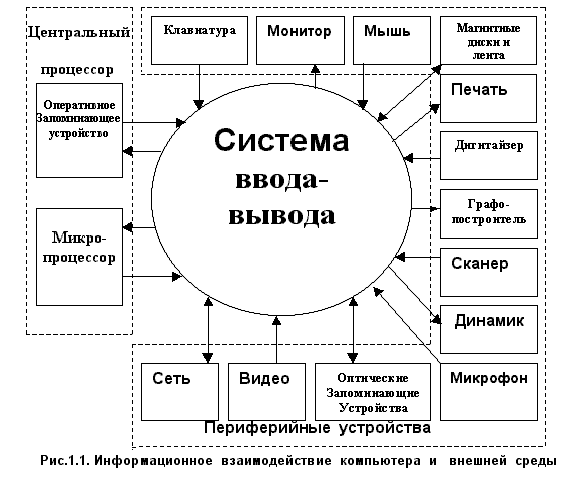 Центральный
процессор
Оперативное
Запоминающее
устройство
Микро-
процессор
Клавиатура
Монитор
Мышь
Магнитные
диски и
лента
Печать
Дигитайзер
Графо-
построитель
Сканер
Динамик
Микрофон
Система
ввода-
вывода
Сеть
Видео
Оптические
Запоминающие
Устройства
Периферийные устройства
Рис.1.1. Информационное взаимодействие компьютера и внешней среды